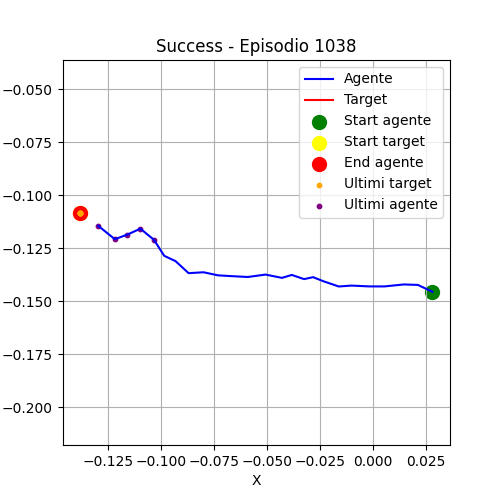 Success - Episodio 1038
Agente
Target
Start agente
Start target
End agente
Ultimi target
Ultimi agente
−0.050
−0.075
−0.100
−0.125
−0.150
−0.175
−0.200
−0.125 −0.100 −0.075 −0.050 −0.025 0.000 0.025
X